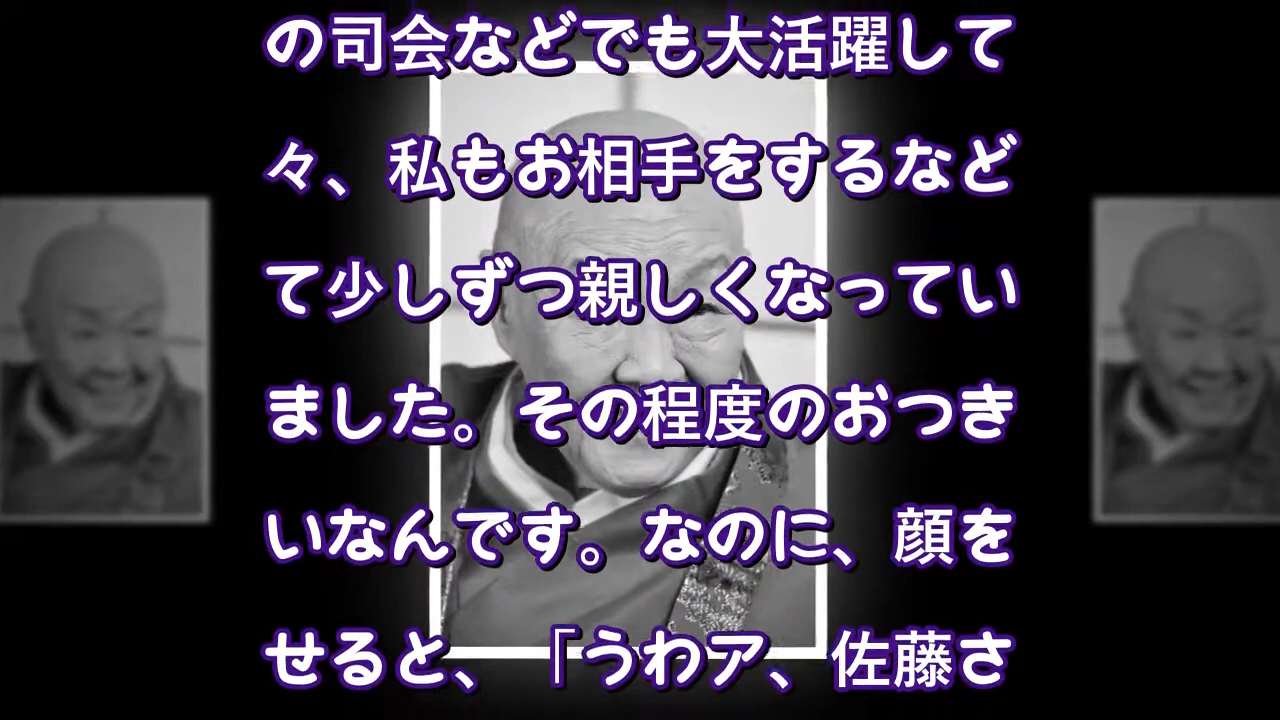 の司会などでも大活躍して
々、私もお相手をするなど
て少しずつ親しくなってい
ました。その程度のおつき
いなんです。なのに、顔を
せると、「うわア、佐藤さ